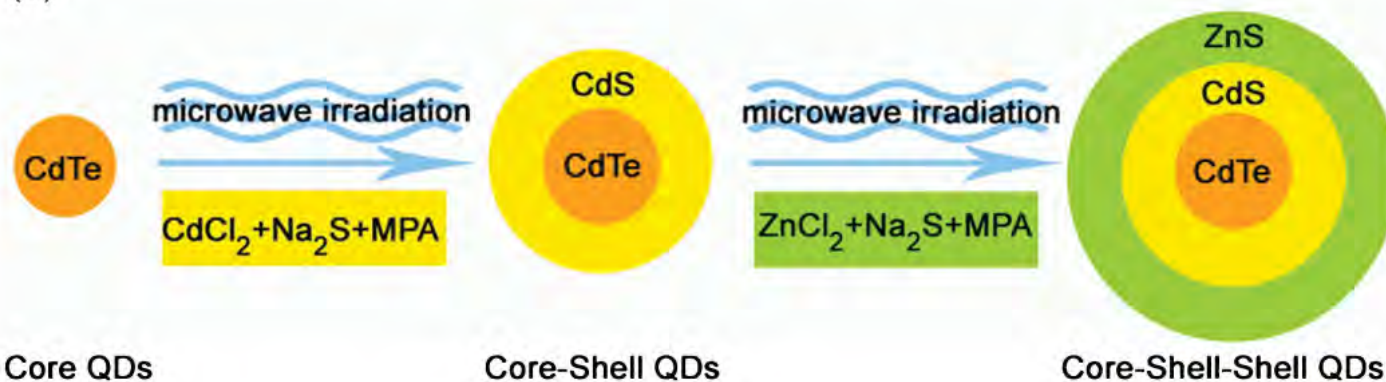 CdTe
microwave irradiation
CdCl₂+Na₂S+MPA
CdS
CdTe
microwave irradiation
ZnCl₂+Na₂S+MPA
ZnS
CdS
CdTe
Core QDs
Core-Shell QDs
Core-Shell-Shell QDs